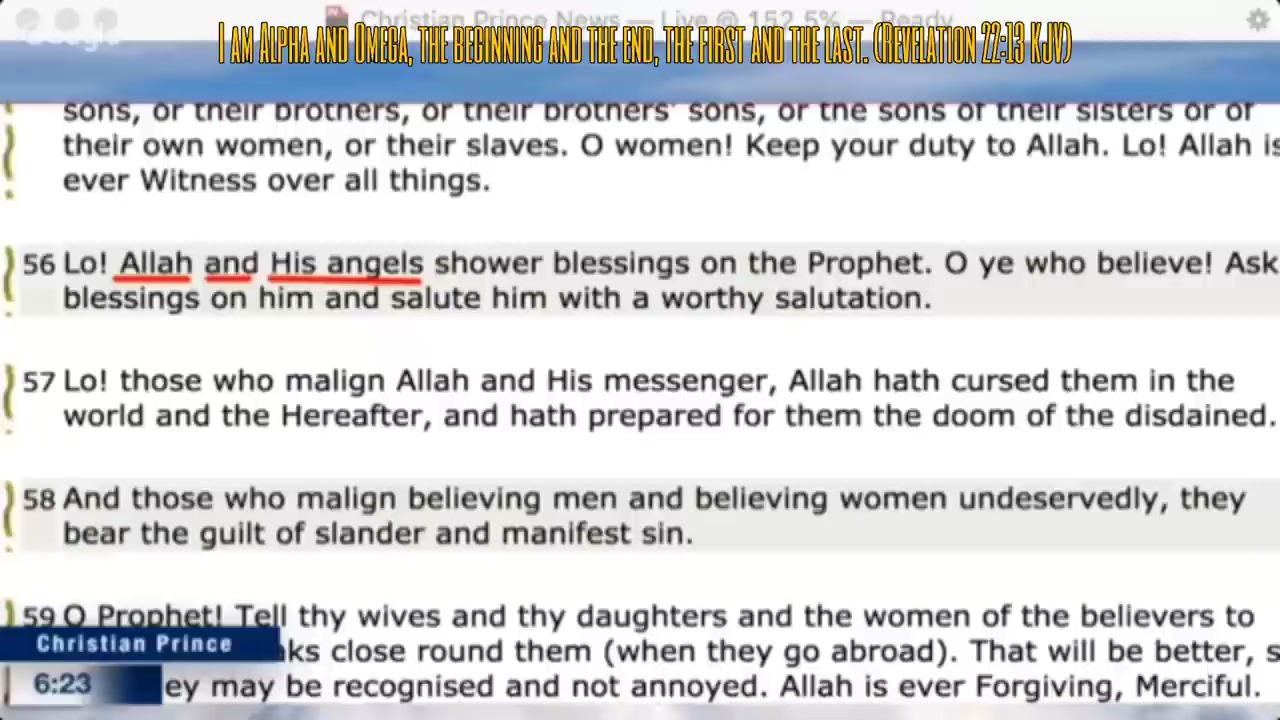 Christian Prince News — Live @ 152.5% — Ready
Google
I AM ALPHA AND OMEGA, THE BEGINNING AND THE END, THE FIRST AND THE LAST. (REVELATION 22:13 KJV)
sons, or their brothers, or their brothers' sons, or the sons of their sisters or of
their own women, or their slaves. O women! Keep your duty to Allah. Lo! Allah is
ever Witness over all things.
56 Lo! Allah and His angels shower blessings on the Prophet. O ye who believe! Ask
blessings on him and salute him with a worthy salutation.
57 Lo! those who malign Allah and His messenger, Allah hath cursed them in the
world and the Hereafter, and hath prepared for them the doom of the disdained.
58 And those who malign believing men and believing women undeservedly, they
bear the guilt of slander and manifest sin.
59 O Prophet! Tell thy wives and thy daughters and the women of the believers to
Christian Prince
ks close round them (when they go abroad). That will be better, s
6:23
ey may be recognised and not annoyed. Allah is ever Forgiving, Merciful.